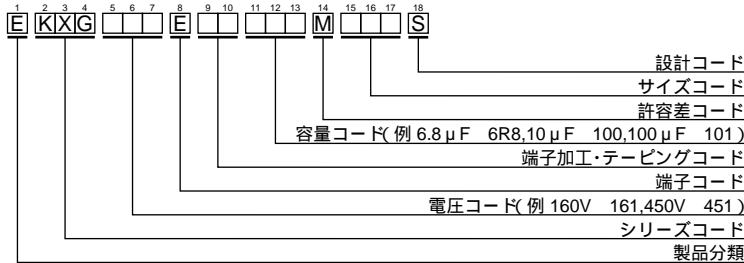 1 2 3 4 5 6 7 8 9 10 11 12 13 14 15 16 17 18
E K X G E M S
設計コード
サイズコード
許容差コード
容量コード(例 6.8µF 6R8,10µF 100,100µF 101)
端子加工・テーピングコード
端子コード
電圧コード(例 160V 161,450V 451)
シリーズコード
製品分類